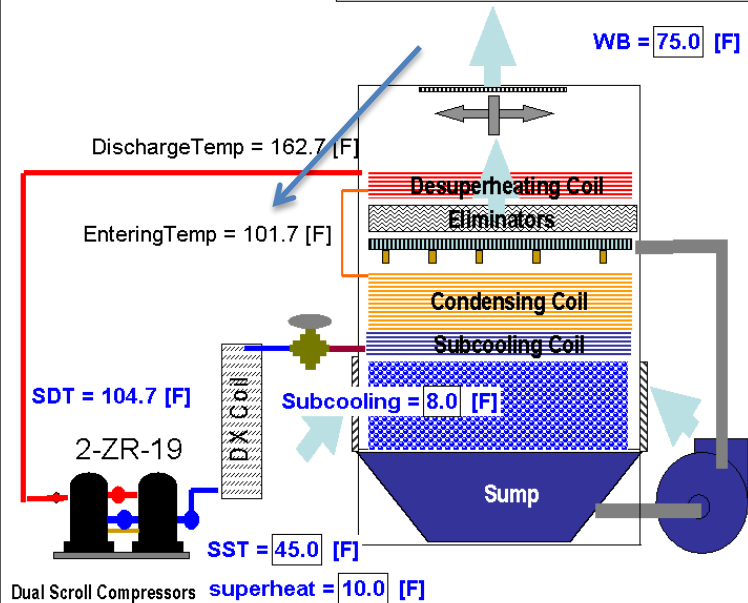 WB = 75.0 [F]
DischargeTemp = 162.7 [F]
Desuperheating Coil
Eliminators
EnteringTemp = 101.7 [F]
Condensing Coil
Subcooling Coil
DX Coil
SDT = 104.7 [F]
Subcooling = 8.0 [F]
2-ZR-19
Sump
SST = 45.0 [F]
Dual Scroll Compressors superheat = 10.0 [F]